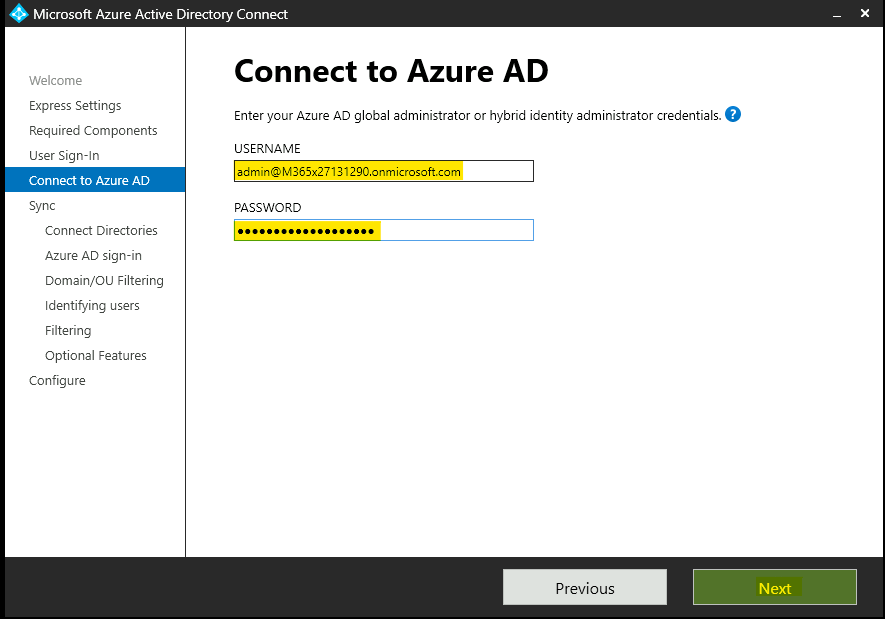 Microsoft Azure Active Directory Connect
Welcome
Express Settings
Required Components
User Sign-In
Connect to Azure AD
Sync
Connect Directories
Azure AD sign-in
Domain/OU Filtering
Identifying users
Filtering
Optional Features
Configure
Connect to Azure AD
Enter your Azure AD global administrator or hybrid identity administrator credentials. ?
USERNAME
admin@M365x27131290.onmicrosoft.com
PASSWORD
●●●●●●●●●●●●●●●●●●●
Previous
Next